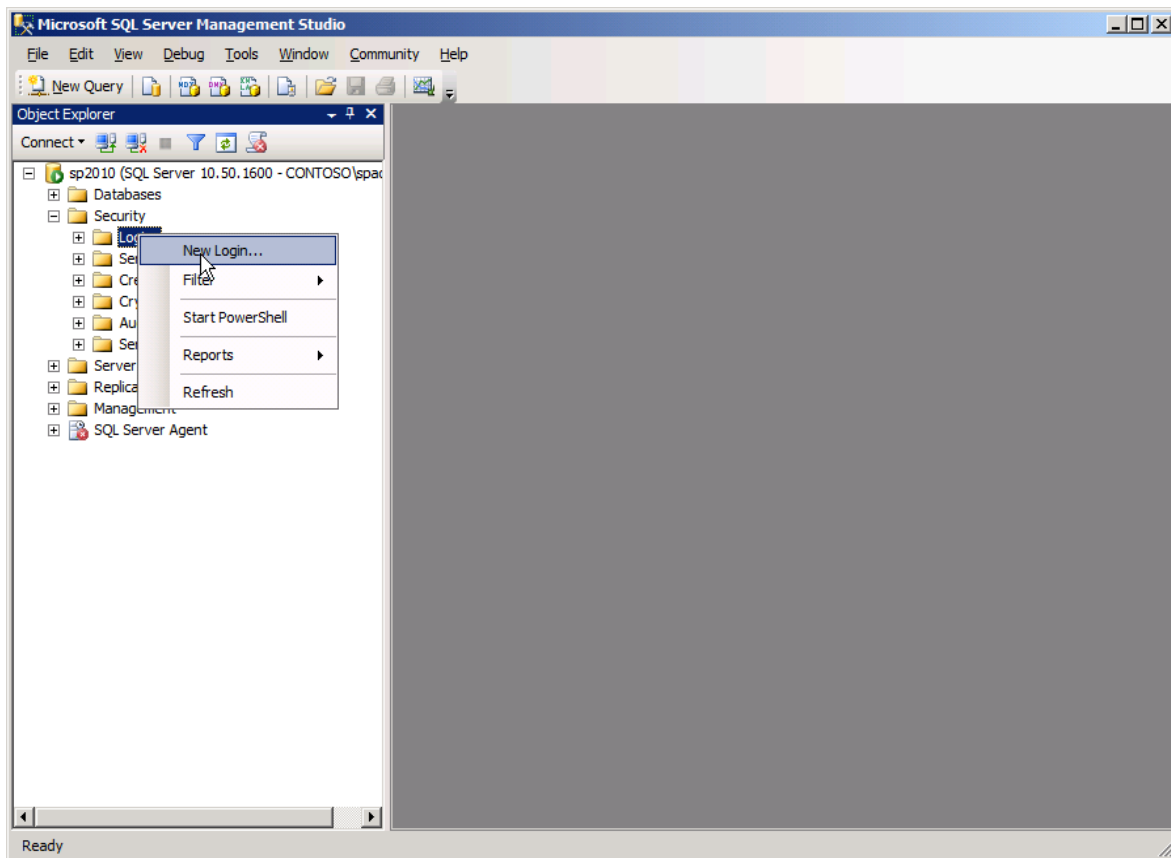 Microsoft SQL Server Management Studio
File Edit View Debug Tools Window Community Help
New Query
Object Explorer
Connect
sp2010 (SQL Server 10.50.1600 - CONTOSO\spad
Databases
Security
New Login...
Filter
Start PowerShell
Reports
Refresh
Server
Replica
Management
SQL Server Agent
Ready